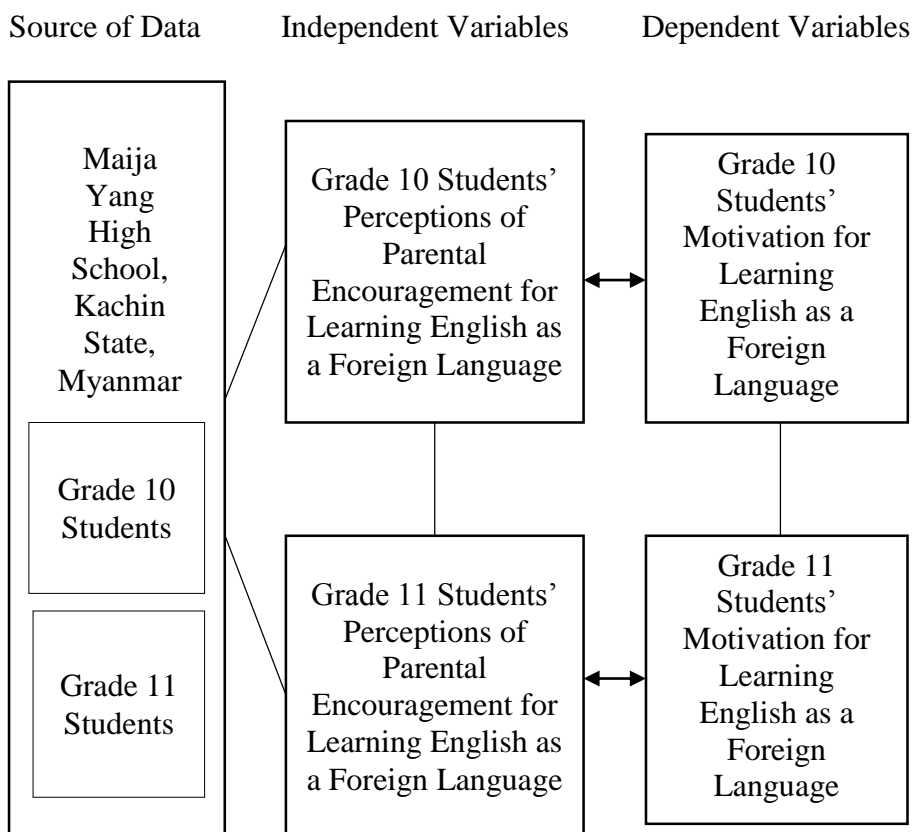 Source of Data
Independent Variables
Dependent Variables
Maija
Yang
High
School,
Kachin
State,
Myanmar
Grade 10
Students
Grade 11
Students
Grade 10 Students’
Perceptions of
Parental
Encouragement for
Learning English as
a Foreign Language
Grade 10
Students’
Motivation for
Learning
English as a
Foreign
Language
Grade 11 Students’
Perceptions of
Parental
Encouragement for
Learning English as
a Foreign Language
Grade 11
Students’
Motivation for
Learning
English as a
Foreign
Language